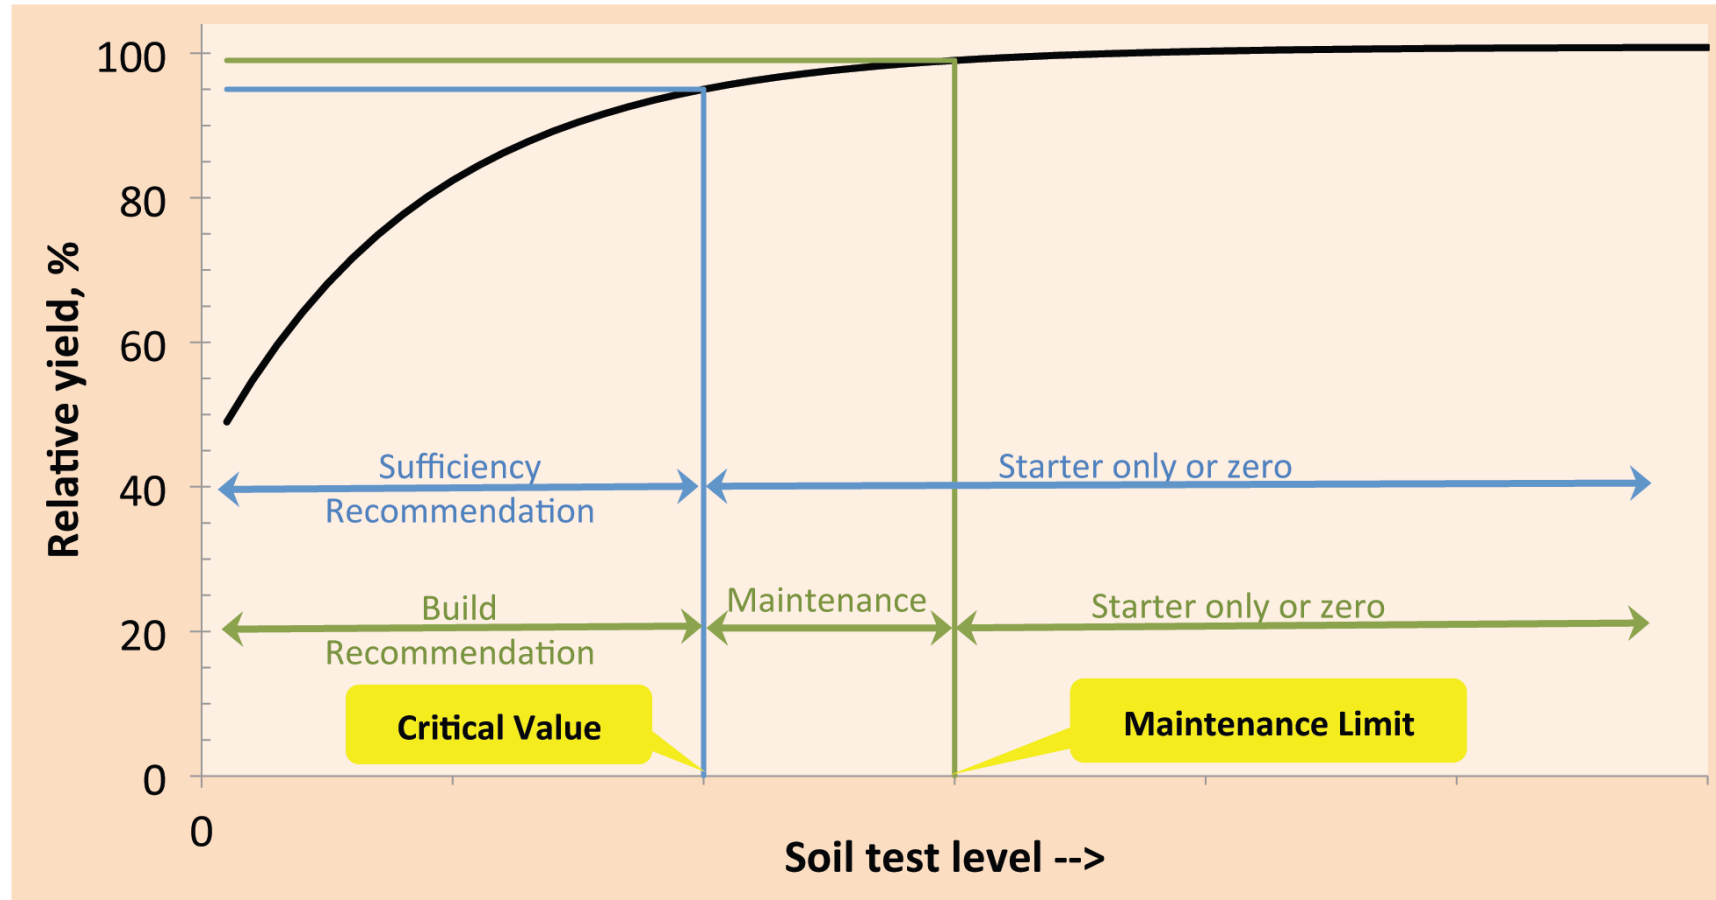 100
80
60
40
20
0
0
Relative yield, %
Sufficiency
Recommendation
Starter only or zero
Build
Recommendation
Maintenance
Starter only or zero
Critical Value
Maintenance Limit
Soil test level -->